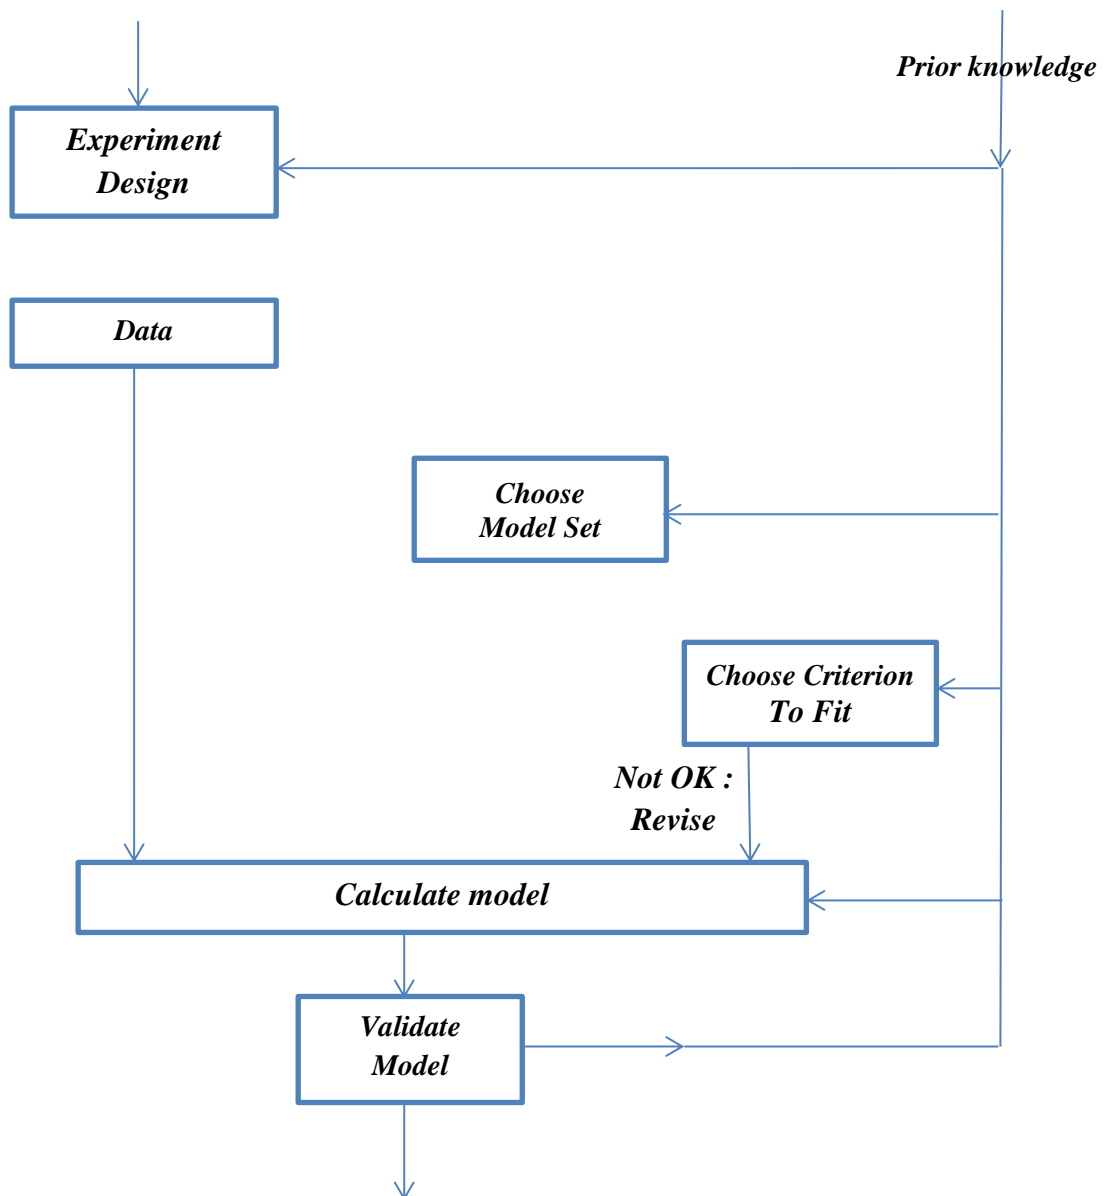 Prior knowledge
Experiment
Design
Data
Choose
Model Set
Choose Criterion
To Fit
Not OK :
Revise
Calculate model
Validate
Model